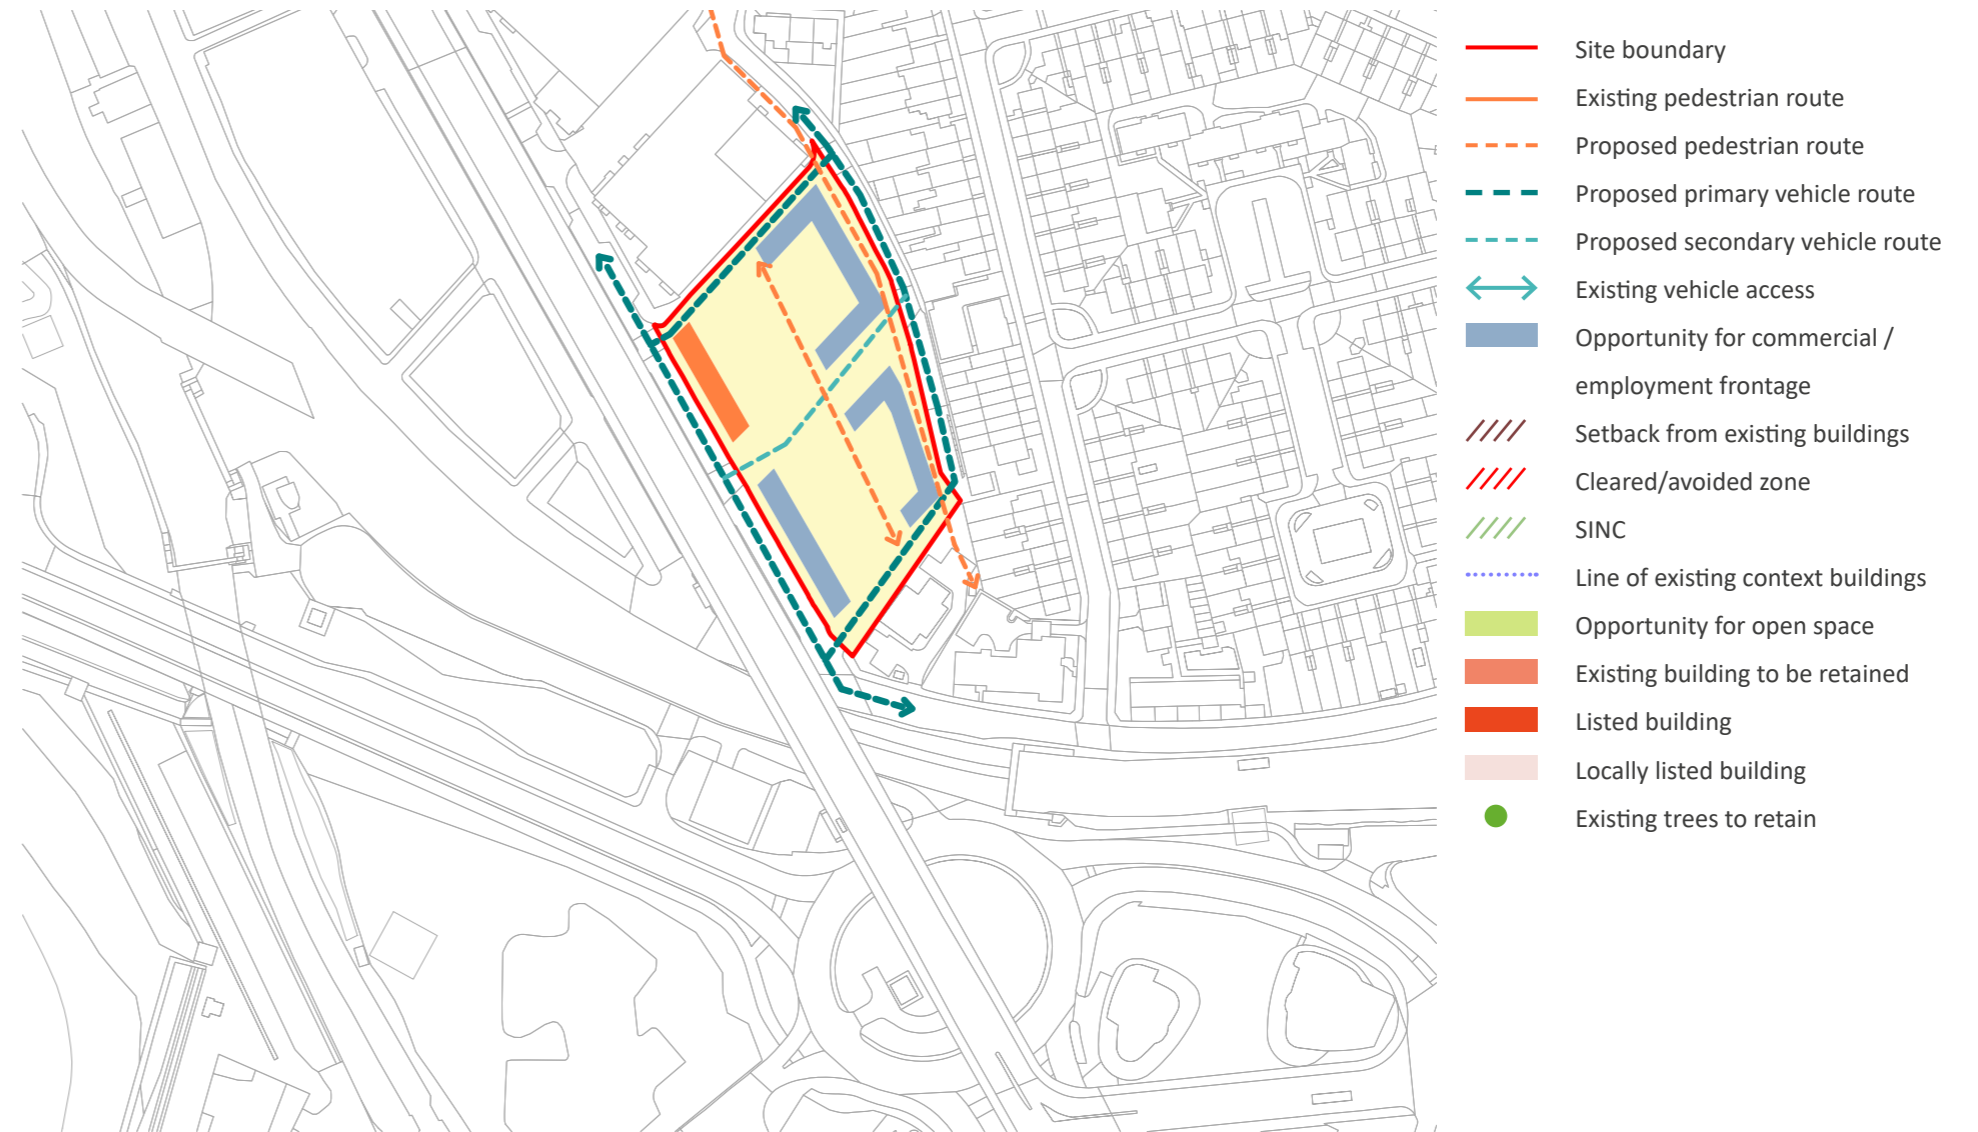 Site boundary
Existing pedestrian route
Proposed pedestrian route
Proposed primary vehicle route
Proposed secondary vehicle route
Existing vehicle access
Opportunity for commercial /
employment frontage
Setback from existing buildings
Cleared/avoided zone
SINC
Line of existing context buildings
Opportunity for open space
Existing building to be retained
Listed building
Locally listed building
Existing trees to retain